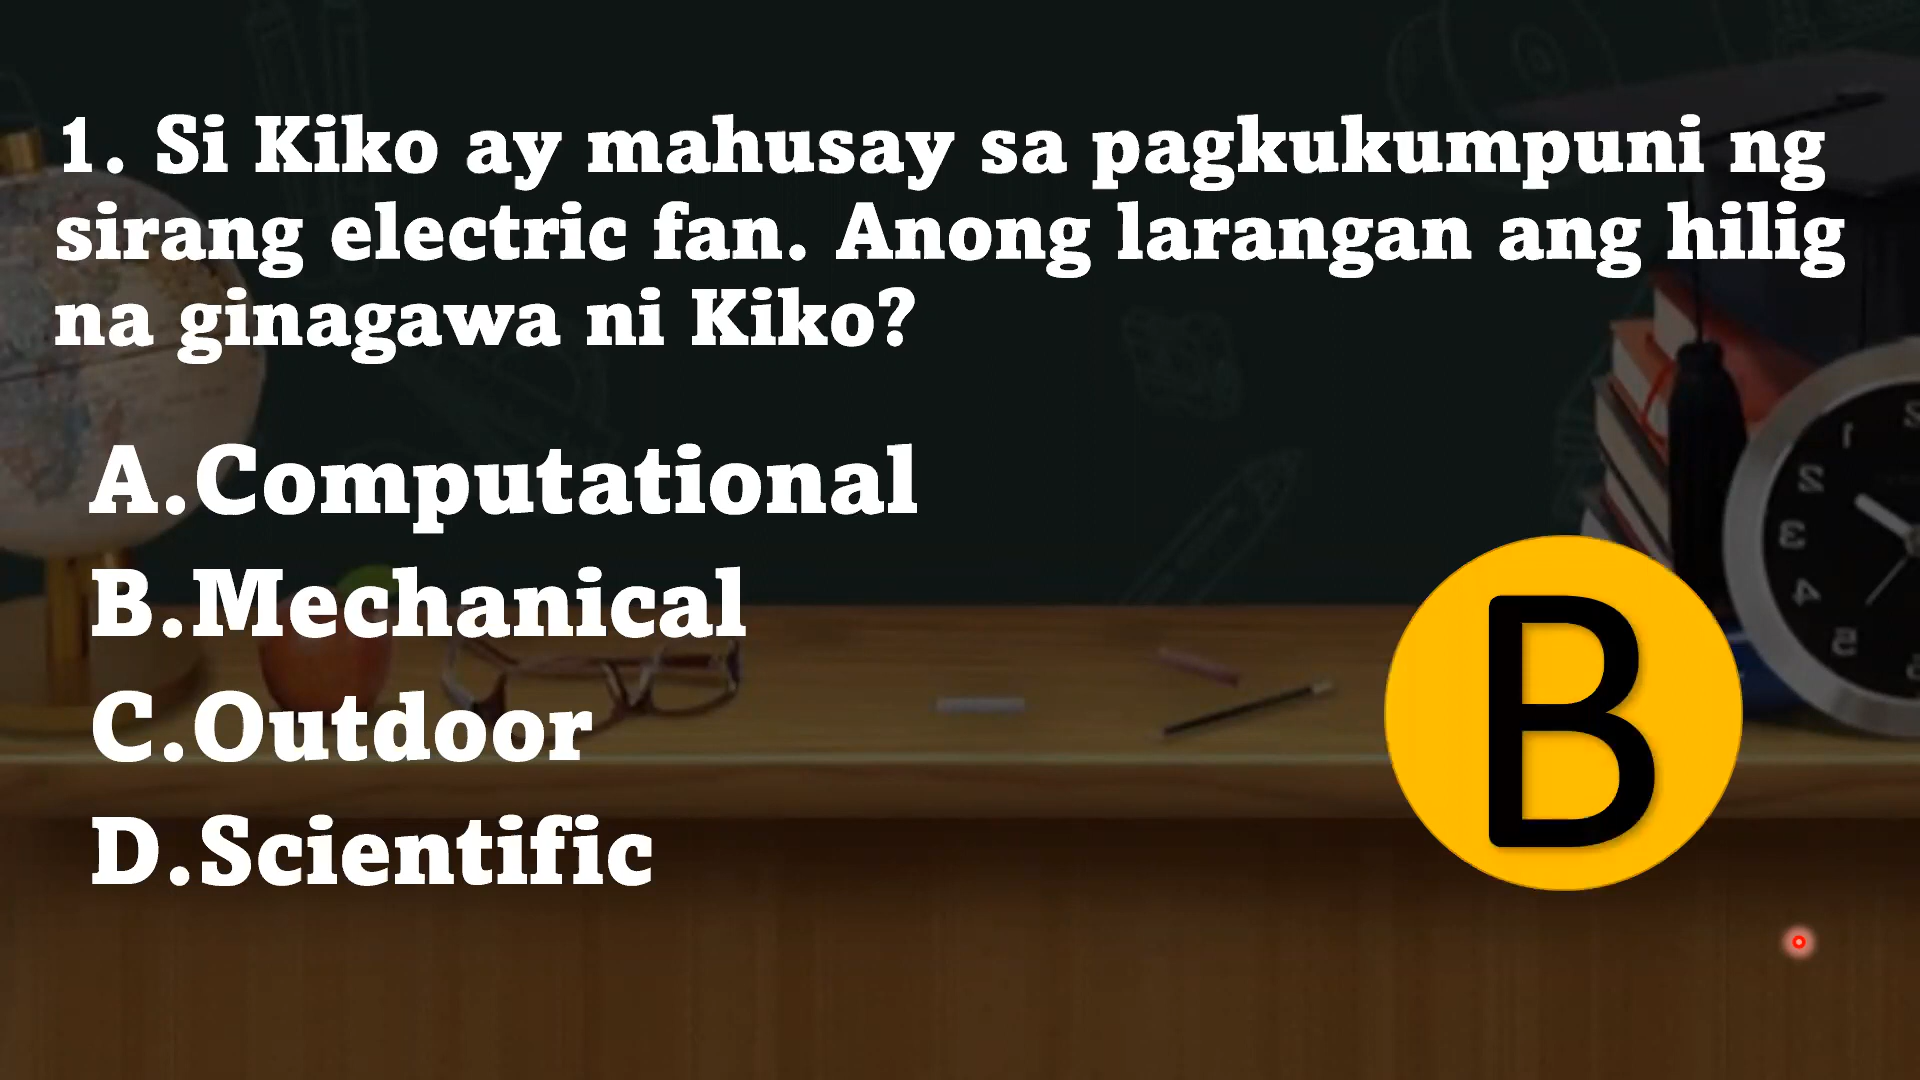 1. Si Kiko ay mahusay sa pagkukumpuni ng
sirang electric fan. Anong larangan ang hilig
na ginagawa ni Kiko?
A.Computational
B.Mechanical
C.Outdoor
D.Scientific
B